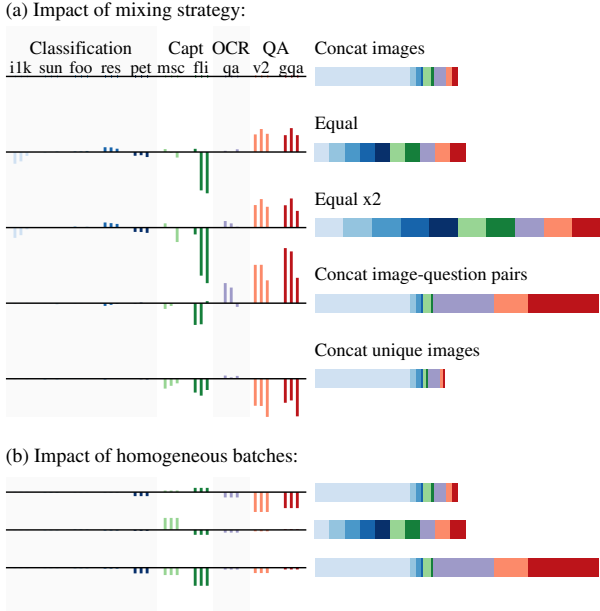 (a) Impact of mixing strategy:
Classification Capt OCR QA
i1k sun foo res pet msc fli qa v2 gqa
Concat images
Equal
Equal x2
Concat image-question pairs
Concat unique images
(b) Impact of homogeneous batches: